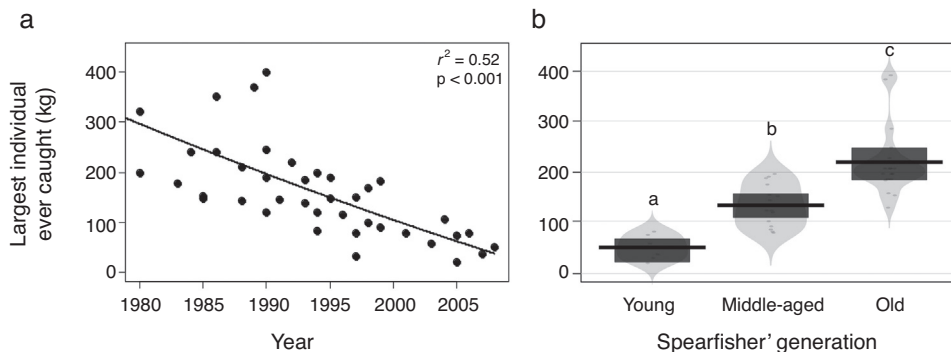 a
r² = 0.52
p < 0.001
Largest individual
ever caught (kg)
400
300
200
100
0
1980
1985
1990
1995
2000
2005
Year
b
400
300
200
100
0
a
b
c
Young
Middle-aged
Old
Spearfisher' generation